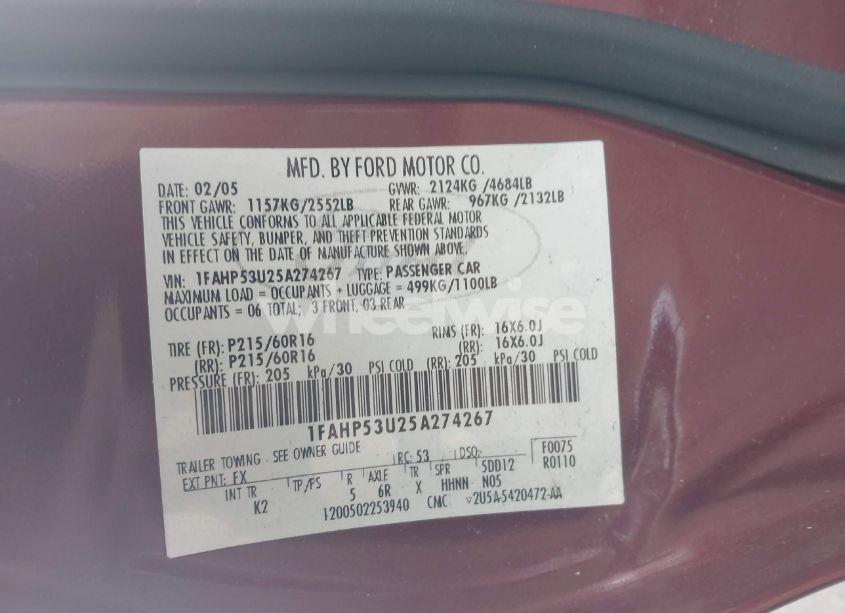 MFD. BY FORD MOTOR CO.
DATE: 02/05 GVWR: 2124KG /4684LB
FRONT GAWR: 1157KG/2552LB REAR GAWR: 967KG /2132LB
THIS VEHICLE CONFORMS TO ALL APPLICABLE FEDERAL MOTOR
VEHICLE SAFETY, BUMPER, AND THEFT PREVENTION STANDARDS
IN EFFECT ON THE DATE OF MANUFACTURE SHOWN ABOVE.
VIN: 1FAHP53U25A274267 TYPE: PASSENGER CAR
MAXIMUM LOAD = OCCUPANTS + LUGGAGE = 499KG/1100LB
OCCUPANTS = 06 TOTAL; 3 FRONT, 03 REAR
wheelwise
TIRE (FR): P215/60R16 RIMS (FR): 16X6.0J
(RR): P215/60R16 (RR): 16X6.0J
PRESSURE (FR): 205 kPa/30 PSI COLD (RR): 205 kPa/30 PSI COLD
1FAHP53U25A274267
TRAILER TOWING - SEE OWNER GUIDE
EXT PNT: FX RC: 53 DSO: F0075
INT TR TP/PS R AXLE TR SPR 5DD12 R0110
K2 5 6R X HHNN N05
1200502253940 CMC ▽2U5A-5420472-AA